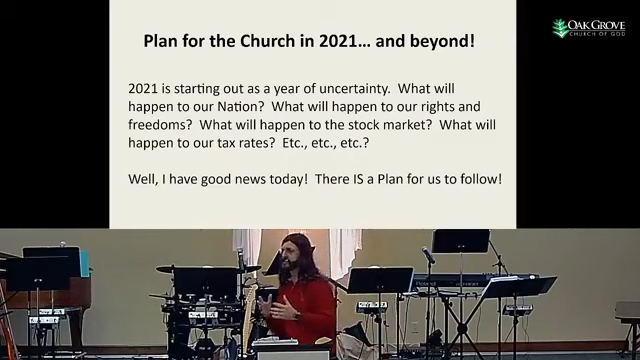 Plan for the Church in 2021... and beyond!
OAK GROVE
CHURCH OF GOD
2021 is starting out as a year of uncertainty. What will
happen to our Nation? What will happen to our rights and
freedoms? What will happen to the stock market? What will
happen to our tax rates? Etc., etc., etc.?
Well, I have good news today! There IS a Plan for us to follow!
Roland